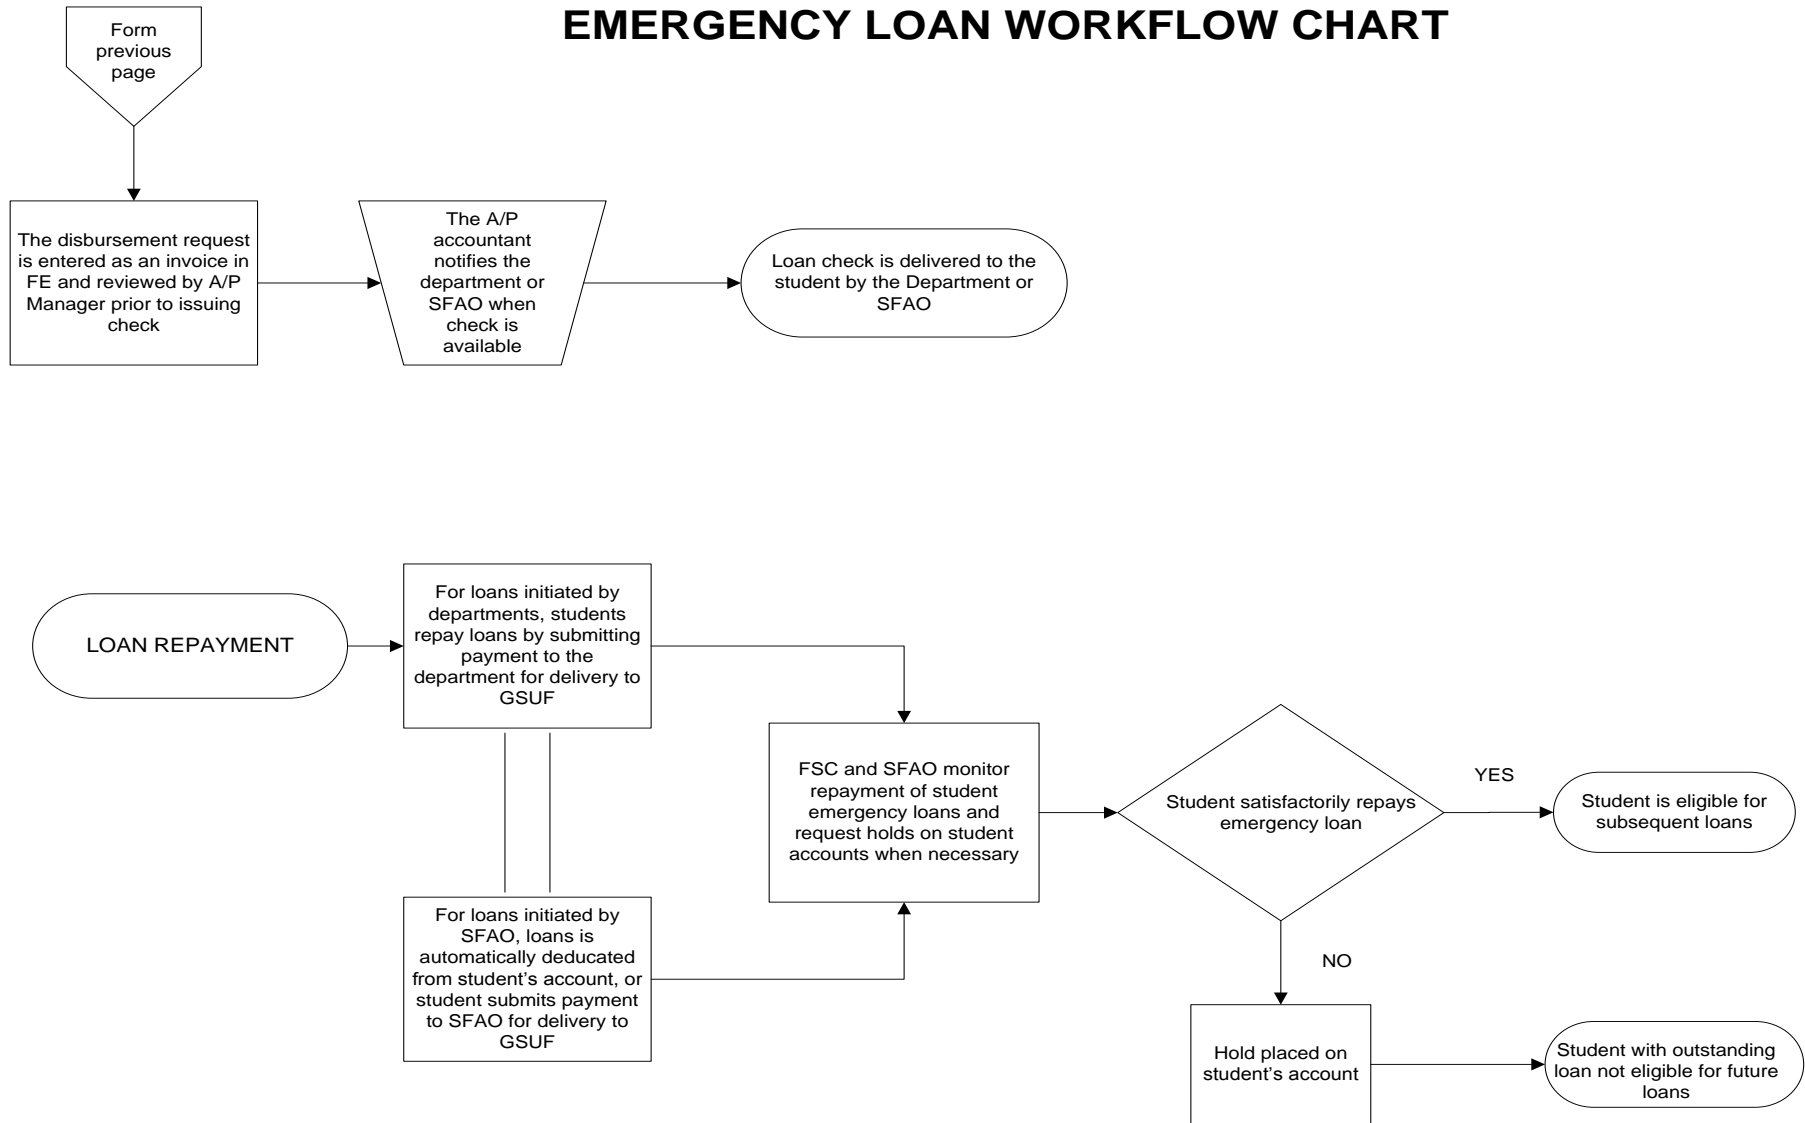 EMERGENCY LOAN WORKFLOW CHART
Form
previous
page
The disbursement request
is entered as an invoice in
FE and reviewed by A/P
Manager prior to issuing
check
The A/P
accountant
notifies the
department or
SFAO when
check is
available
Loan check is delivered to the
student by the Department or
SFAO
LOAN REPAYMENT
For loans initiated by
departments, students
repay loans by submitting
payment to the
department for delivery to
GSUF
For loans initiated by
SFAO, loans is
automatically deducated
from student’s account, or
student submits payment
to SFAO for delivery to
GSUF
FSC and SFAO monitor
repayment of student
emergency loans and
request holds on student
accounts when necessary
Student satisfactorily repays
emergency loan
YES
Student is eligible for
subsequent loans
NO
Hold placed on
student’s account
Student with outstanding
loan not eligible for future
loans